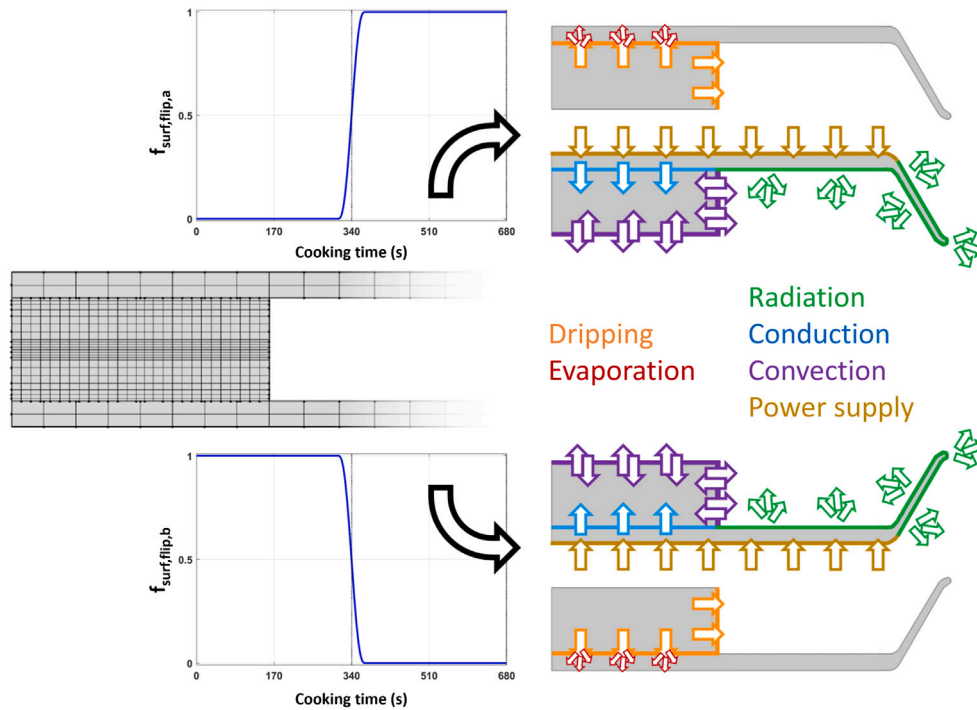 f_surf,flip,a
1
0.5
0
0 170 340 510 680
Cooking time (s)
Dripping
Evaporation
Radiation
Conduction
Convection
Power supply
f_surf,flip,b
1
0.5
0
0 170 340 510 680
Cooking time (s)